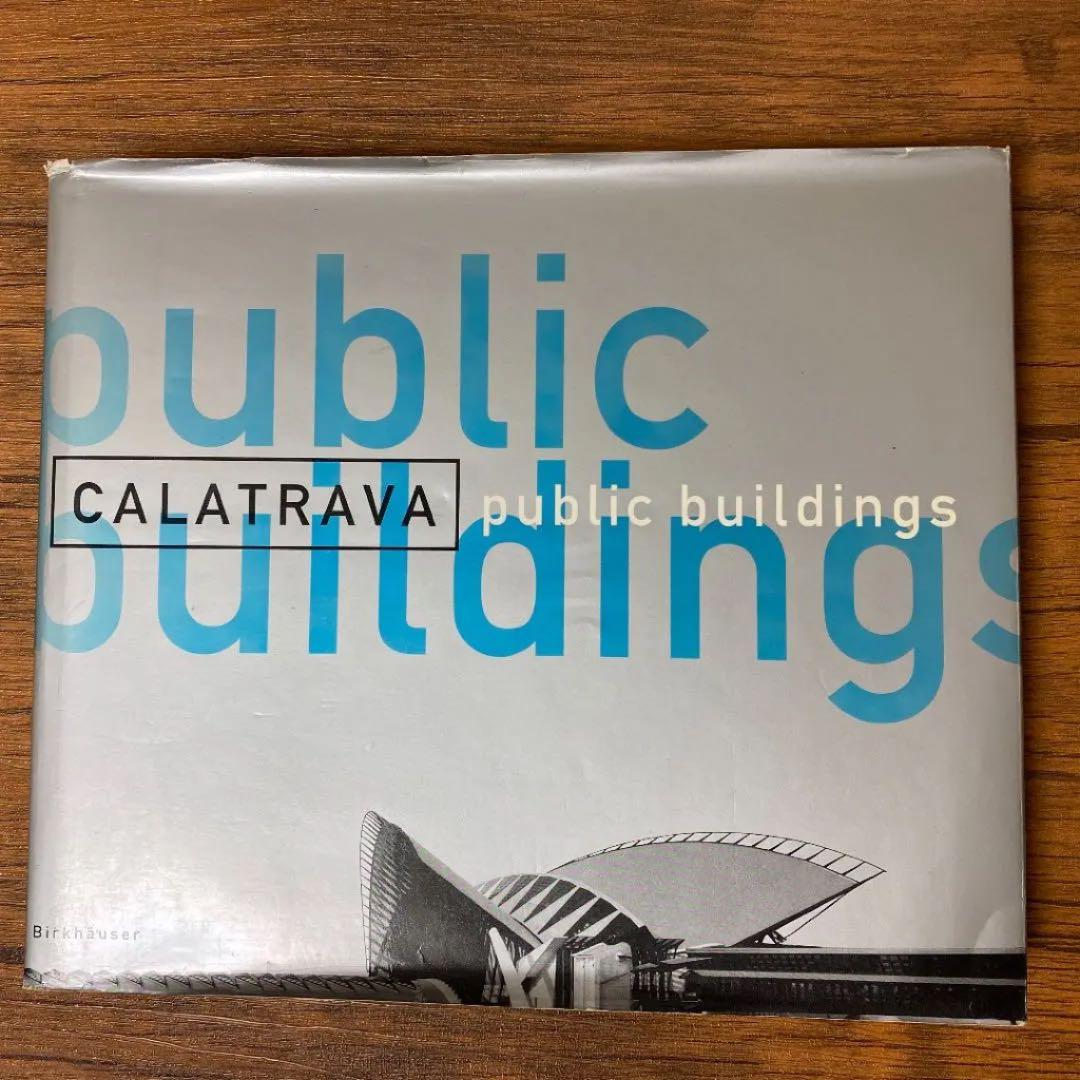 public
CALATRAVA public buildings
buildings
Birkhäuser